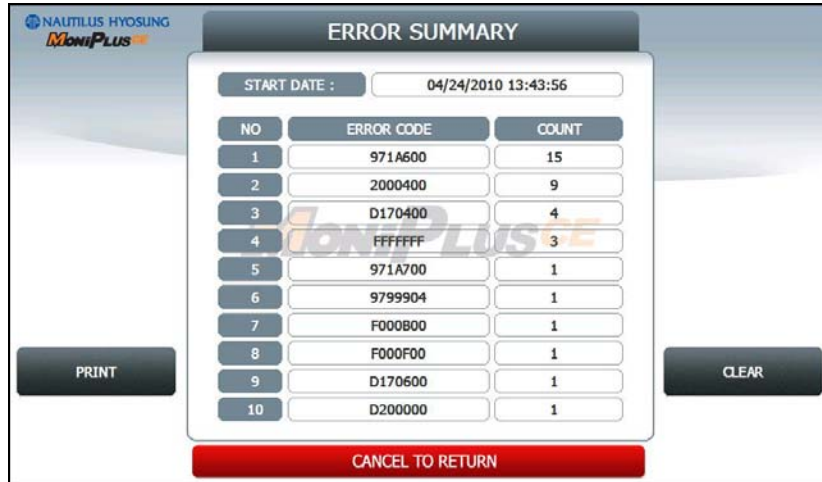 NAUTILUS HYOSUNG
MONIPLUS CE
ERROR SUMMARY
START DATE : 04/24/2010 13:43:56
NO ERROR CODE COUNT
1 971A600 15
2 2000400 9
3 D170400 4
4 FFFFFFF 3
5 971A700 1
6 9799904 1
7 F000B00 1
8 F000F00 1
9 D170600 1
10 D200000 1
MONIPLUS CE
PRINT
CLEAR
CANCEL TO RETURN